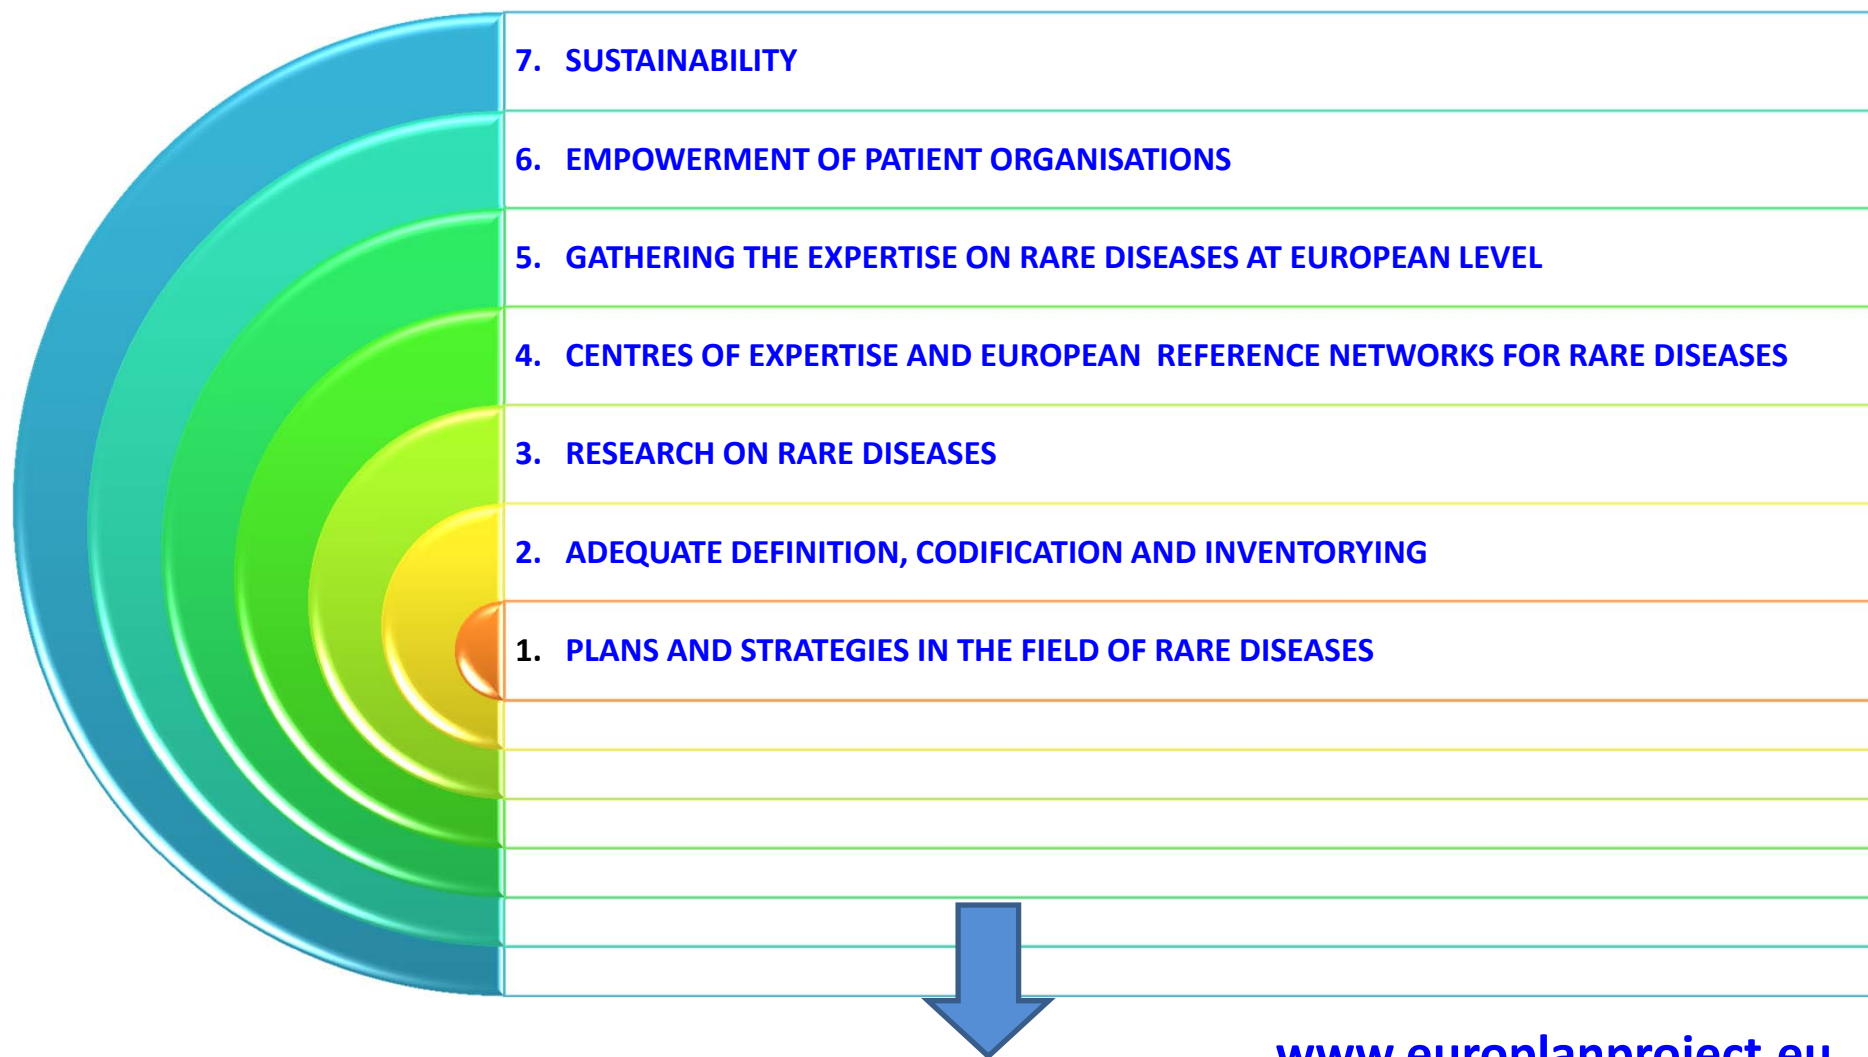 7. SUSTAINABILITY
6. EMPOWERMENT OF PATIENT ORGANISATIONS
5. GATHERING THE EXPERTISE ON RARE DISEASES AT EUROPEAN LEVEL
4. CENTRES OF EXPERTISE AND EUROPEAN REFERENCE NETWORKS FOR RARE DISEASES
3. RESEARCH ON RARE DISEASES
2. ADEQUATE DEFINITION, CODIFICATION AND INVENTORYING
1. PLANS AND STRATEGIES IN THE FIELD OF RARE DISEASES
www.europlanproject.eu